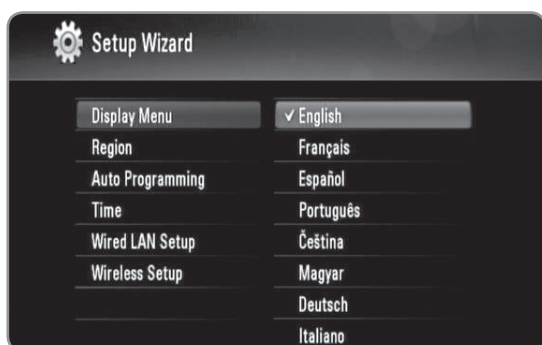 Setup Wizard
Display Menu
Region
Auto Programming
Time
Wired LAN Setup
Wireless Setup
✓ English
Français
Español
Português
Čeština
Magyar
Deutsch
Italiano